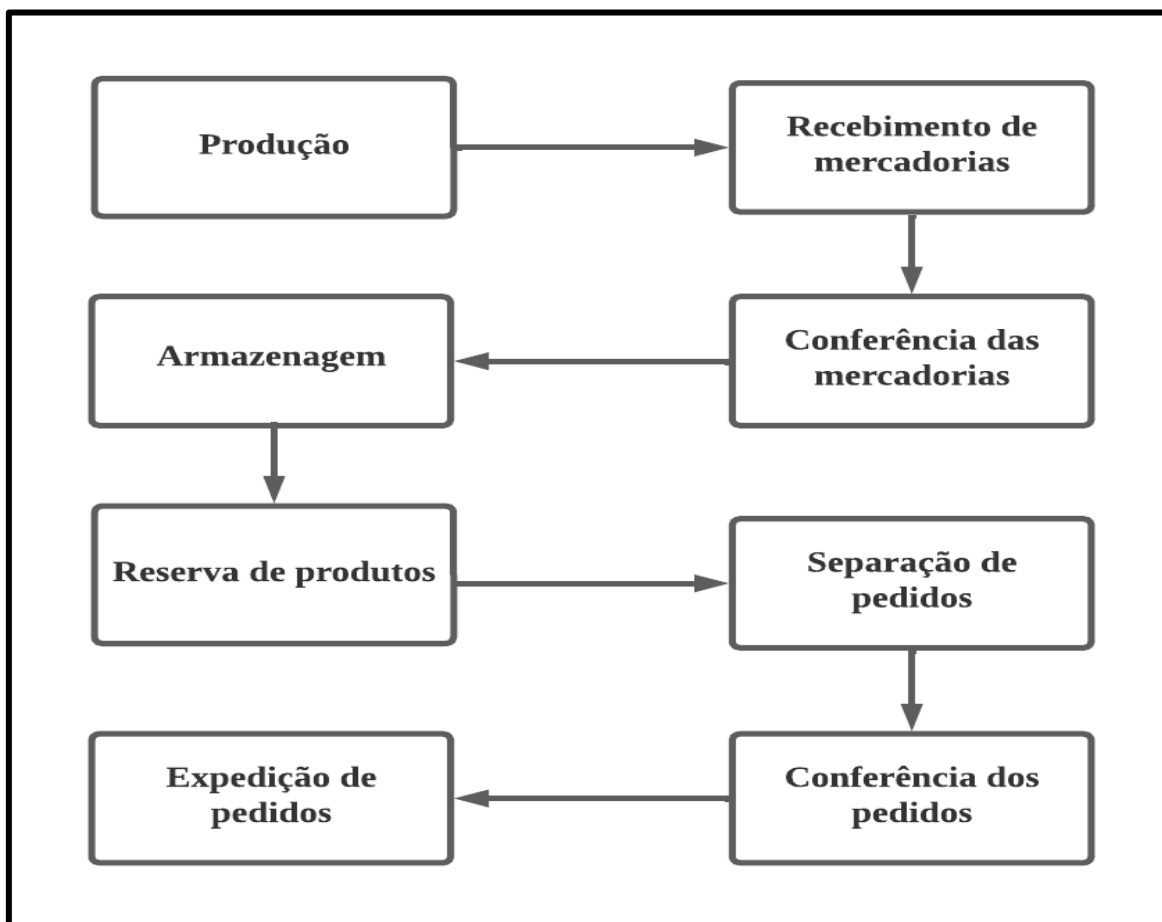 Produção
Recebimento de
mercadorias
Conferência das
mercadorias
Armazenagem
Reserva de produtos
Separação de
pedidos
Conferência dos
pedidos
Expedição de
pedidos